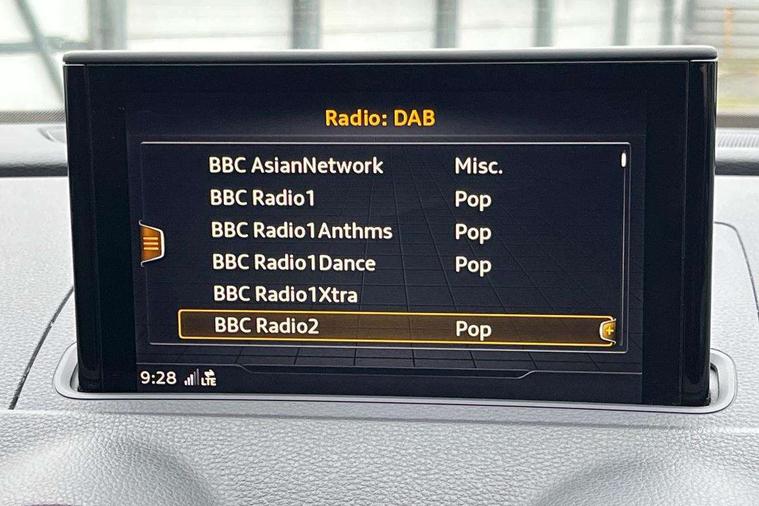 Radio: DAB
BBC AsianNetwork Misc.
BBC Radio1 Pop
BBC Radio1Anthms Pop
BBC Radio1Dance Pop
BBC Radio1Xtra
BBC Radio2 Pop
9:28 LTE